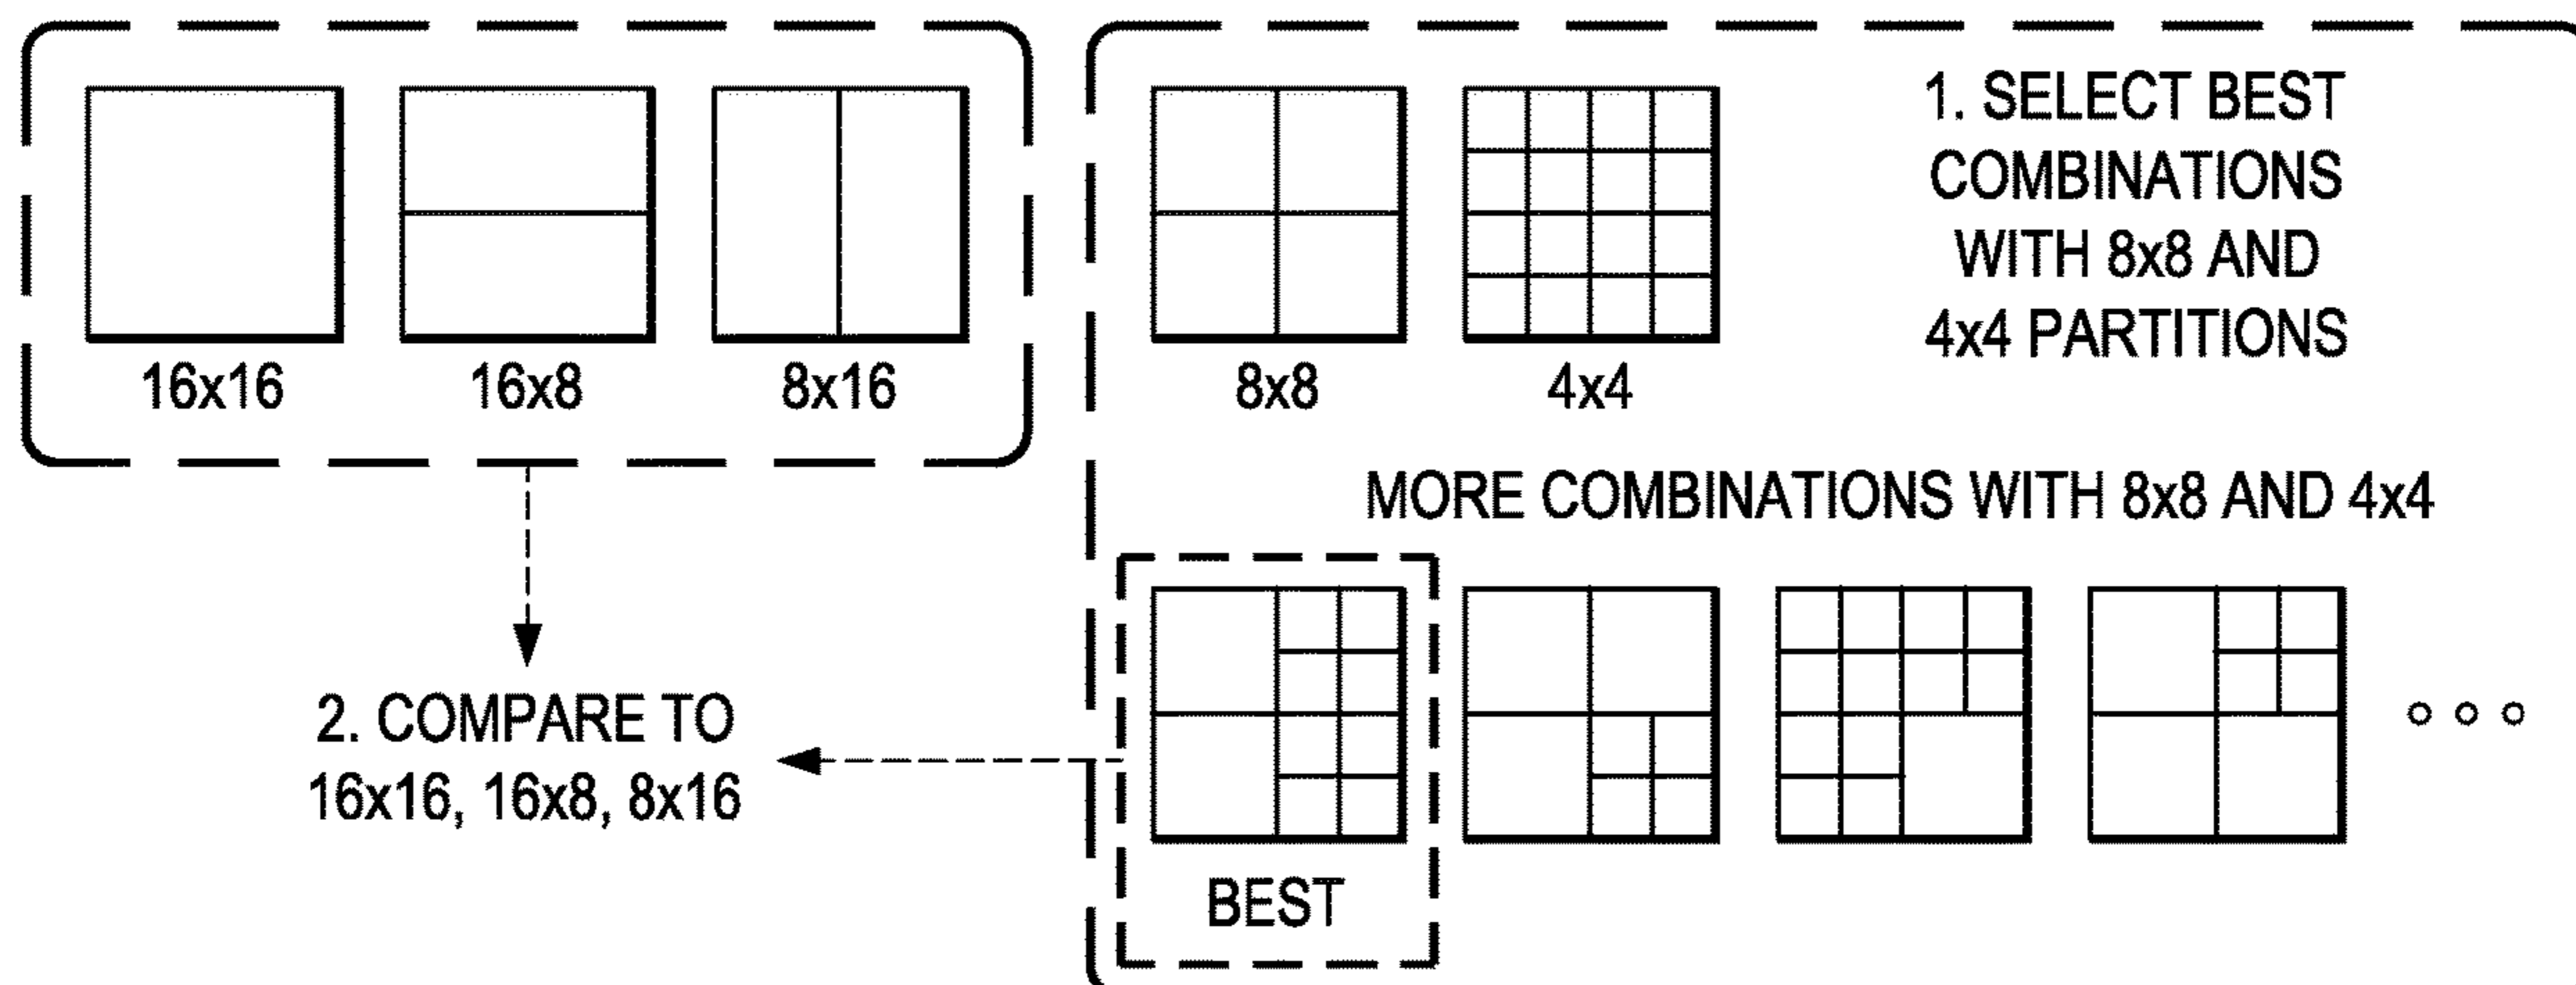 16x16
16x8
8x16
8x8
4x4
1. SELECT BEST
COMBINATIONS
WITH 8x8 AND
4x4 PARTITIONS
MORE COMBINATIONS WITH 8x8 AND 4x4
2. COMPARE TO
16x16, 16x8, 8x16
BEST